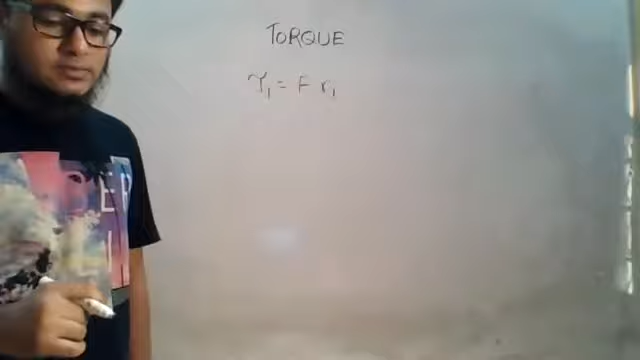 TORQUE
τ₁ = F r₁